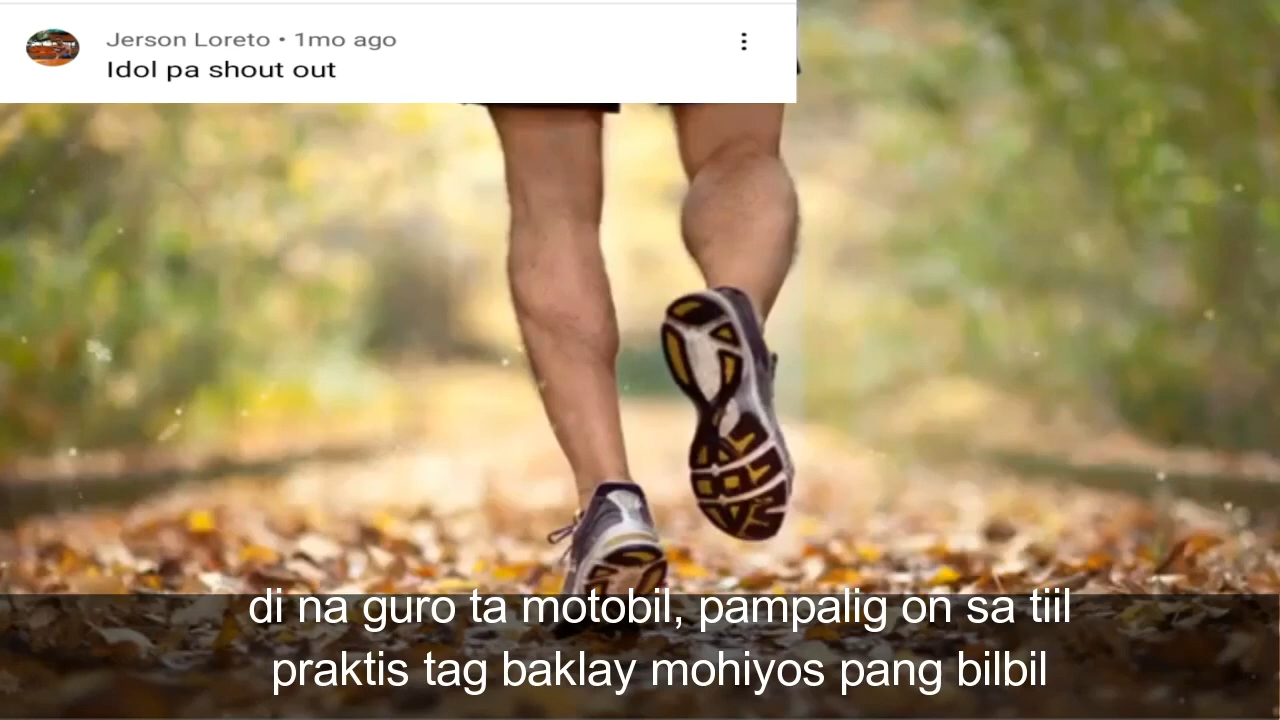 Jerson Loreto • 1mo ago
Idol pa shout out
di na guro ta motobil, pampalig on sa tiil
praktis tag baklay mohiyos pang bilbil